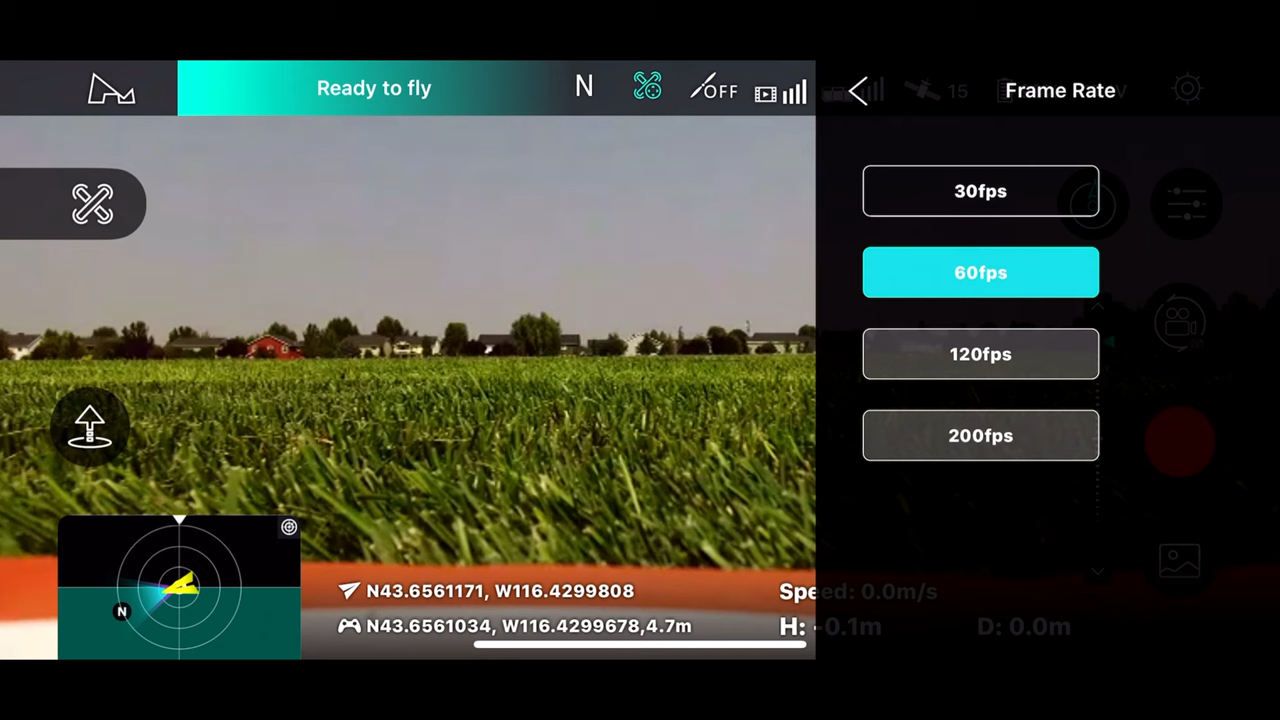 Ready to fly
N
OFF
15
Frame Rate
30fps
60fps
120fps
200fps
N
N43.6561171, W116.4299808
N43.6561034, W116.4299678,4.7m
Speed: 0.0m/s
H: -0.1m
D: 0.0m